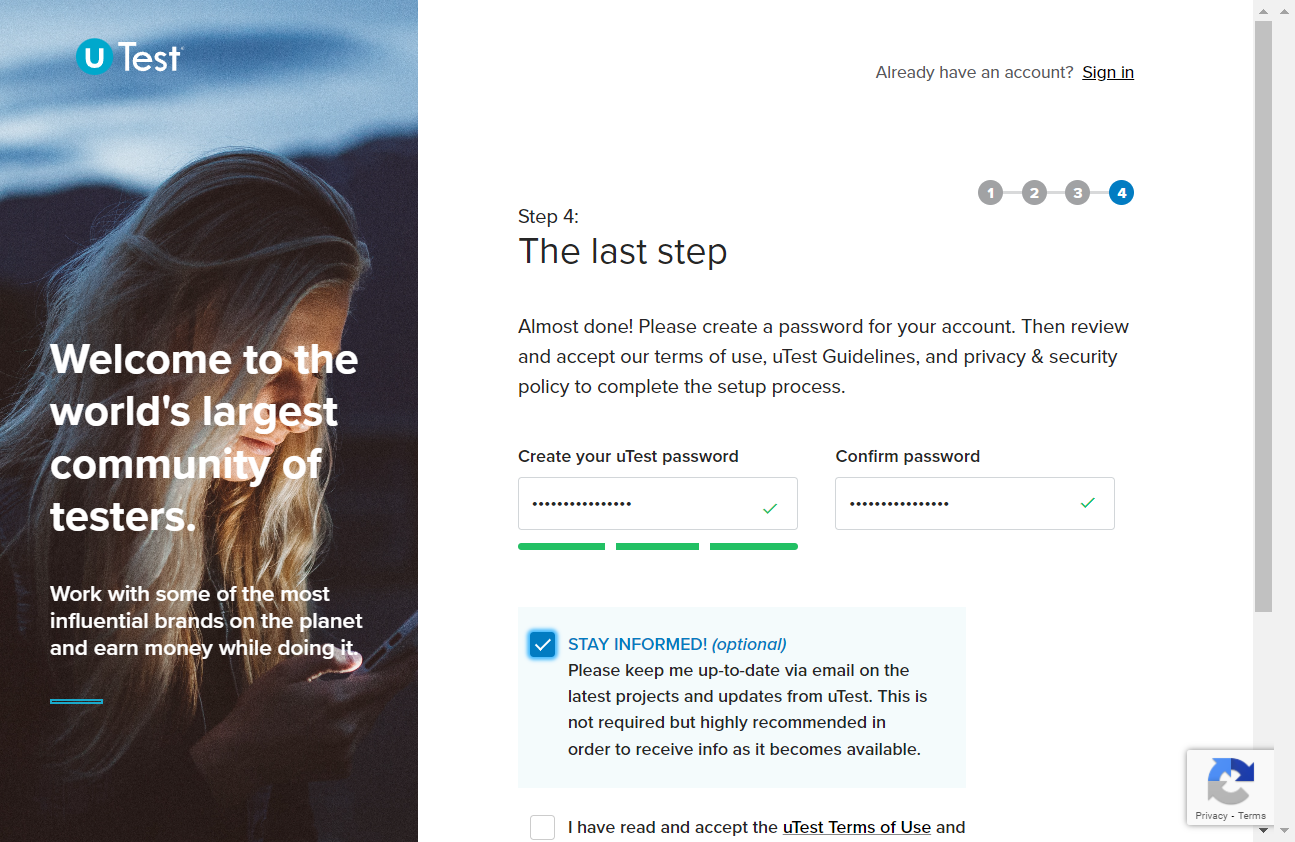 U Test
Already have an account? Sign in
1 2 3 4
Step 4:
The last step
Almost done! Please create a password for your account. Then review
and accept our terms of use, uTest Guidelines, and privacy & security
policy to complete the setup process.
Welcome to the
world's largest
community of
testers.
Work with some of the most
influential brands on the planet
and earn money while doing it.
Create your uTest password
Confirm password
••••••••••••••••
••••••••••••••••
STAY INFORMED! (optional)
Please keep me up-to-date via email on the
latest projects and updates from uTest. This is
not required but highly recommended in
order to receive info as it becomes available.
I have read and accept the uTest Terms of Use and
Privacy - Terms